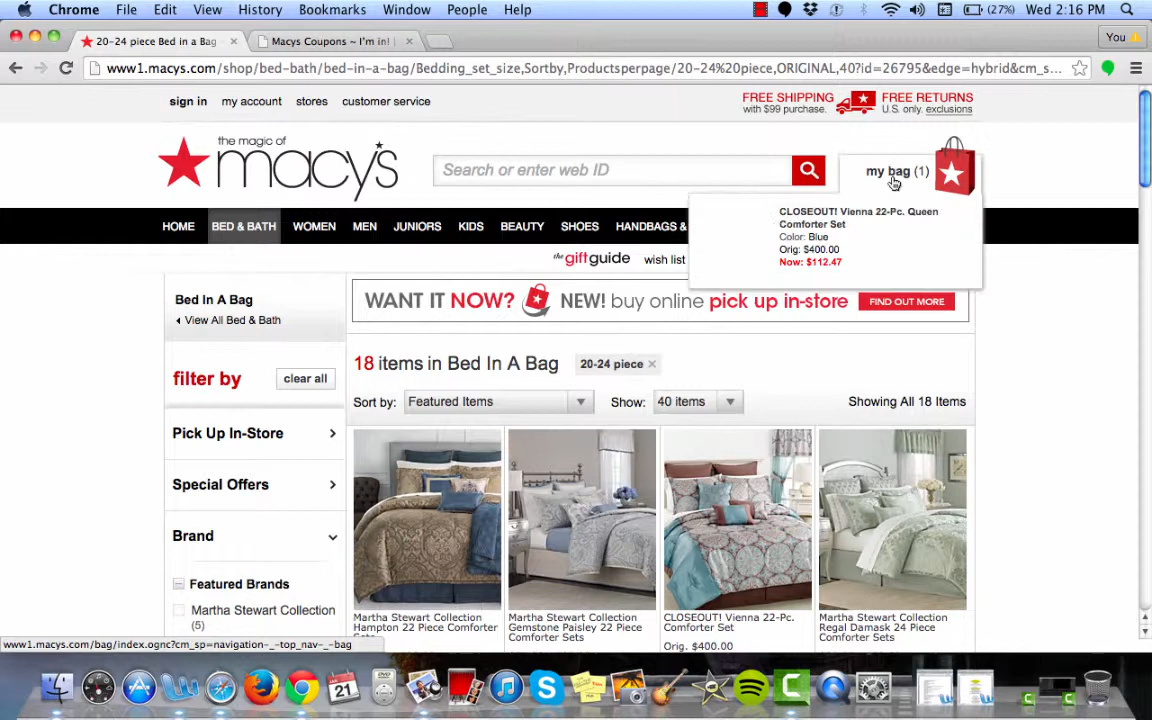 Chrome File Edit View History Bookmarks Window People Help (27%) Wed 2:16 PM
20-24 piece Bed in a Bag Macys Coupons ~ I'm in! You
www1.macys.com/shop/bed-bath/bed-in-a-bag/Bedding_set_size,Sortby,Productsperpage/20-24%20piece,ORIGINAL,40?id=26795&edge=hybrid&cm_s...
sign in my account stores customer service
FREE SHIPPING
with $99 purchase.
FREE RETURNS
U.S. only. exclusions
the magic of
macy's
Search or enter web ID
my bag (1)
CLOSEOUT! Vienna 22-Pc. Queen
Comforter Set
Color: Blue
Orig: $400.00
Now: $112.47
HOME BED & BATH WOMEN MEN JUNIORS KIDS BEAUTY SHOES HANDBAGS &
the giftguide wish list
Bed In A Bag
View All Bed & Bath
WANT IT NOW? NEW! buy online pick up in-store FIND OUT MORE
filter by clear all
18 items in Bed In A Bag 20-24 piece
Sort by: Featured Items Show: 40 items Showing All 18 Items
Pick Up In-Store
Special Offers
Brand
Featured Brands
Martha Stewart Collection
(5)
Martha Stewart Collection
Hampton 22 Piece Comforter
Sets
Martha Stewart Collection
Gemstone Paisley 22 Piece
Comforter Sets
CLOSEOUT! Vienna 22-Pc.
Comforter Set
Orig. $400.00
Martha Stewart Collection
Regal Damask 24 Piece
Comforter Sets
www1.macys.com/bag/index.ognc?cm_sp=navigation-_-top_nav-_-bag
21